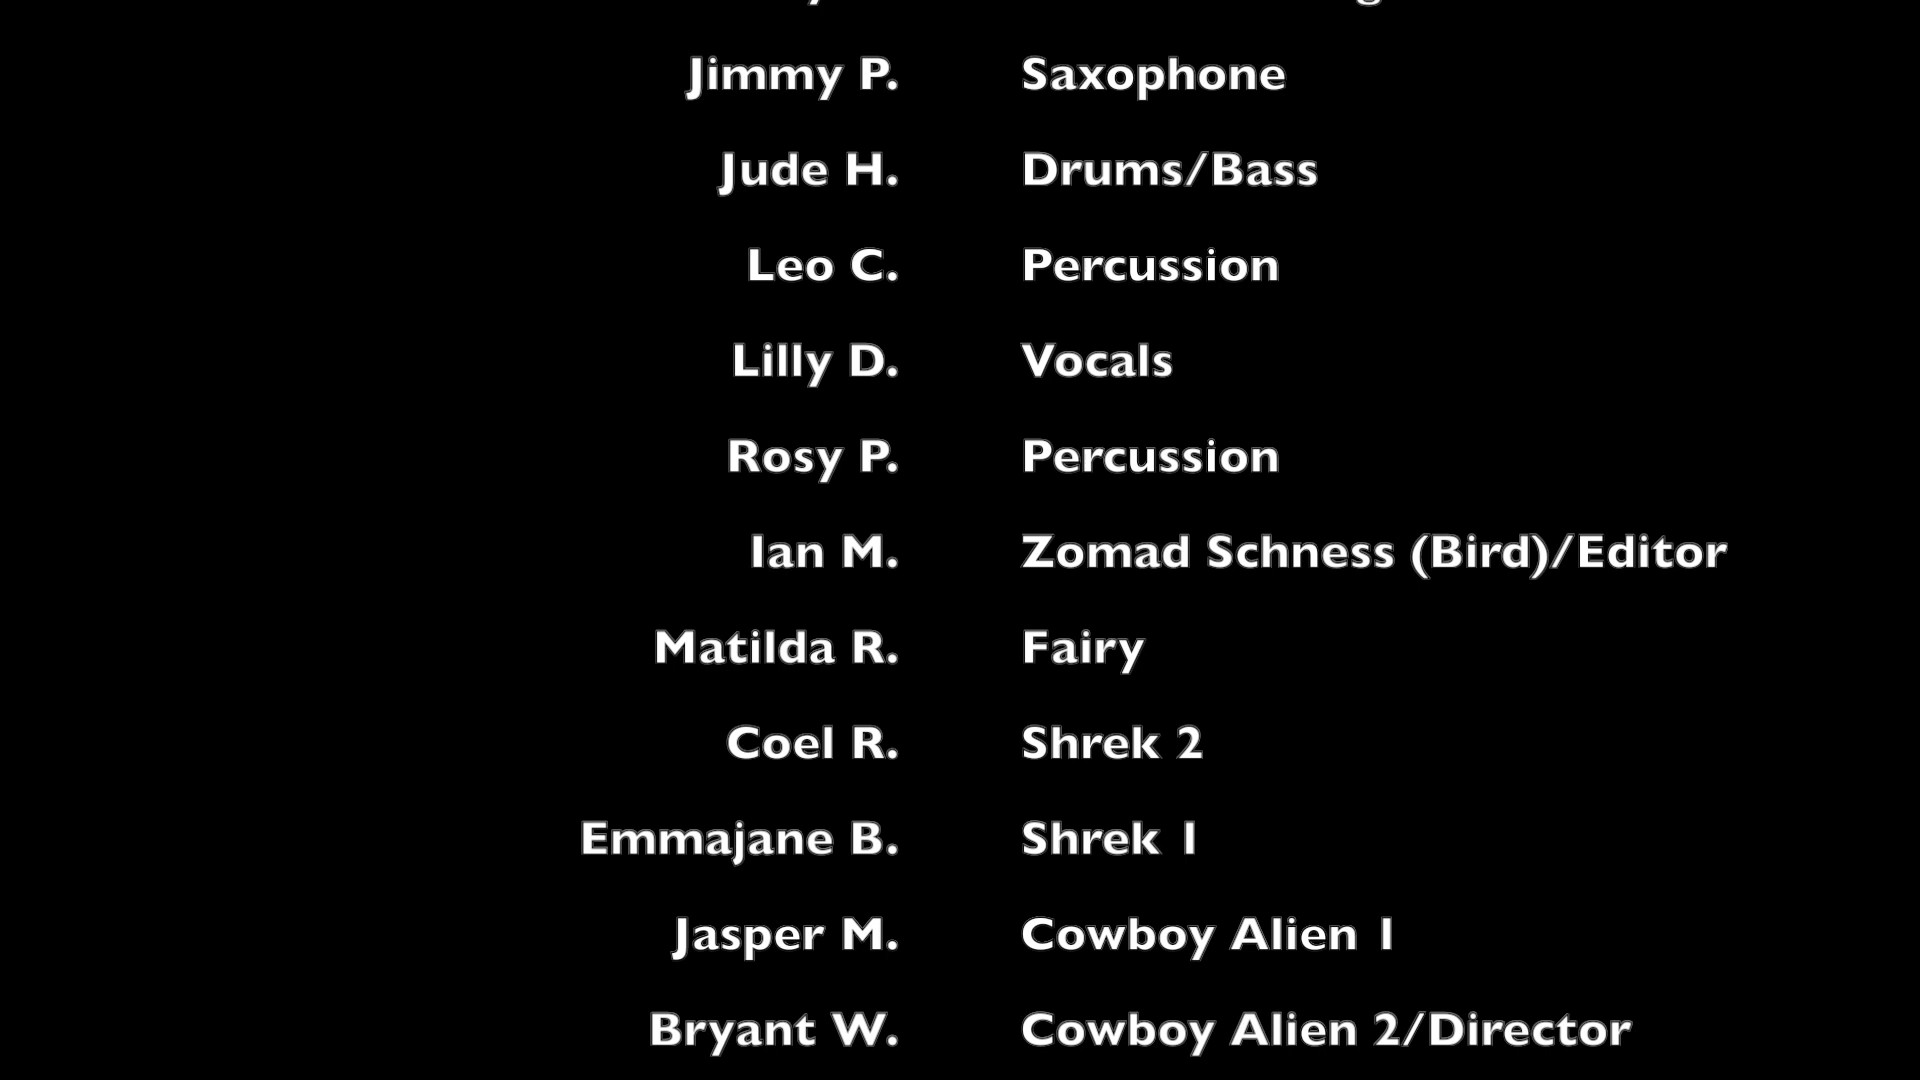 Jimmy P. Saxophone
Jude H. Drums/Bass
Leo C. Percussion
Lilly D. Vocals
Rosy P. Percussion
Ian M. Zomad Schness (Bird)/Editor
Matilda R. Fairy
Coel R. Shrek 2
Emmajane B. Shrek 1
Jasper M. Cowboy Alien 1
Bryant W. Cowboy Alien 2/Director